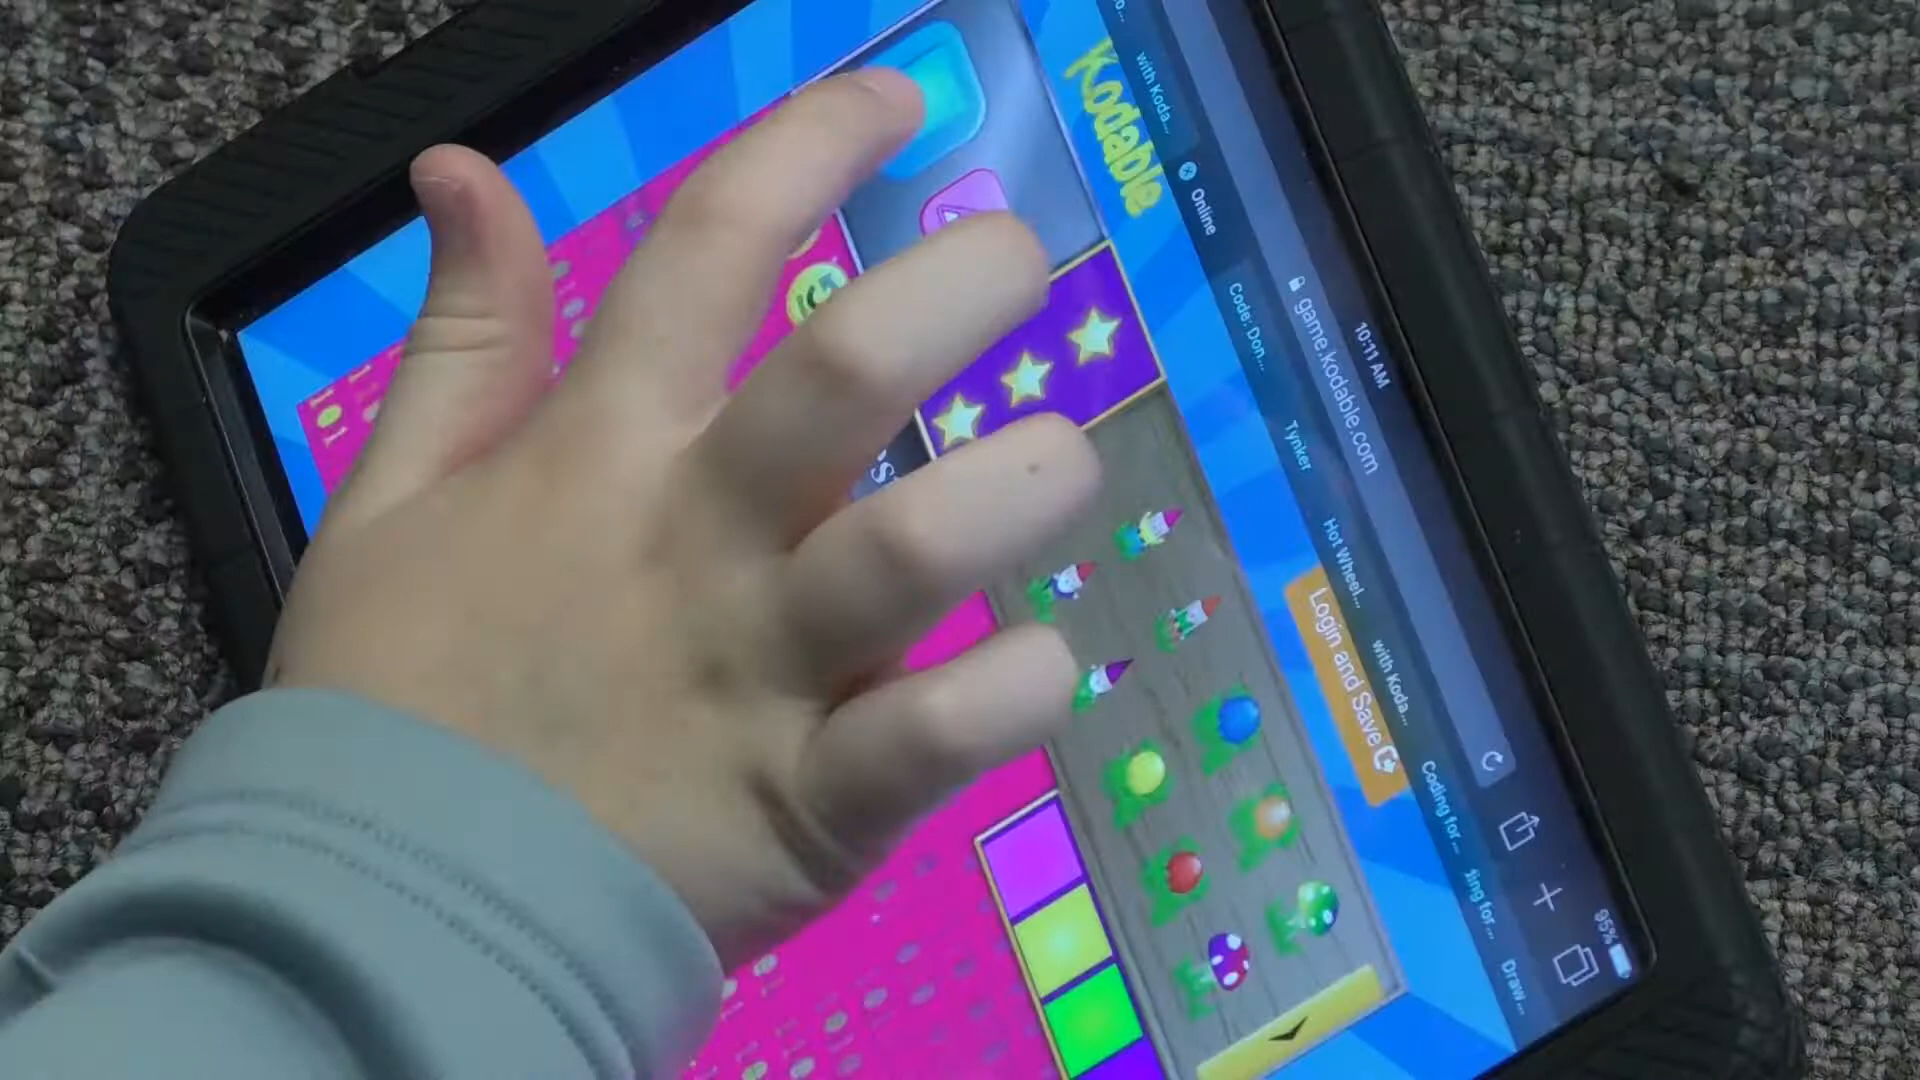 10:11 AM
95%
game.kodable.com
with Koda...
Online
Code: Don...
Tynker
Hot Wheel...
with Koda...
Coding for ...
ting for ...
Draw...
Kodable
Login and Save